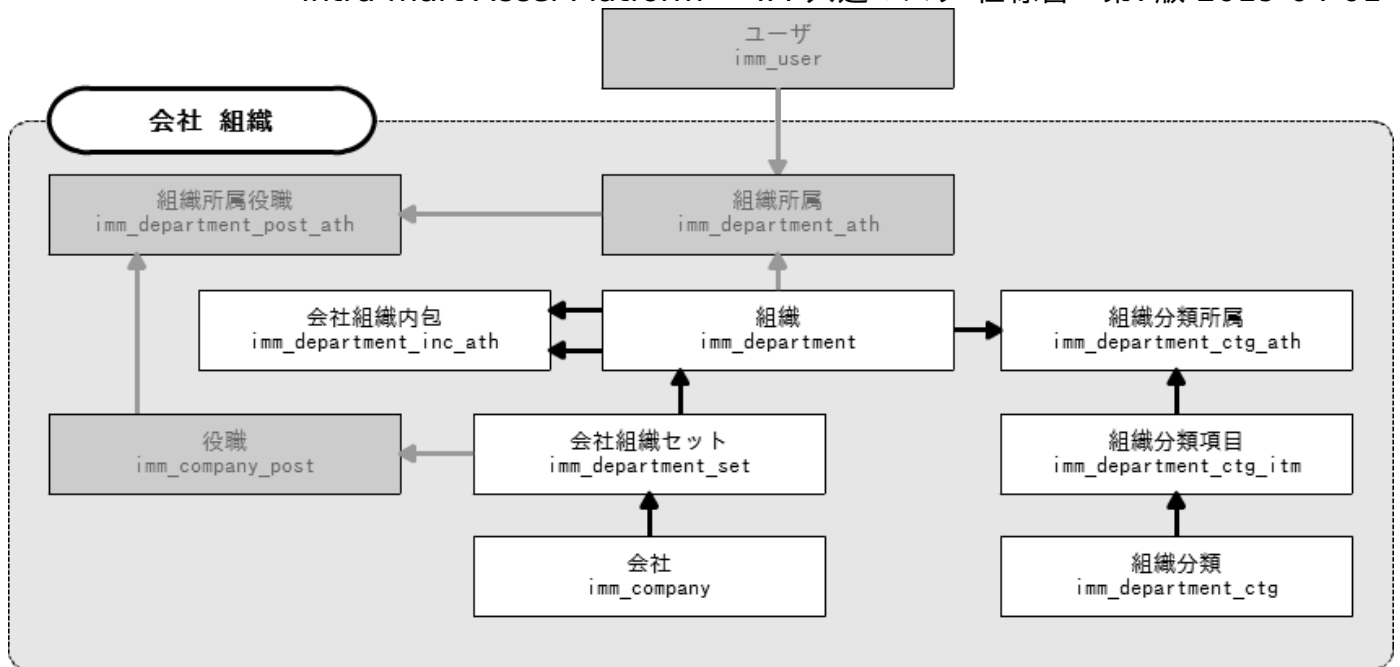 ユーザ
imm_user
会社 組織
組織所属役職
imm_department_post_ath
組織所属
imm_department_ath
会社組織内包
imm_department_inc_ath
組織
imm_department
組織分類所属
imm_department_ctg_ath
役職
imm_company_post
会社組織セット
imm_department_set
組織分類項目
imm_department_ctg_itm
会社
imm_company
組織分類
imm_department_ctg